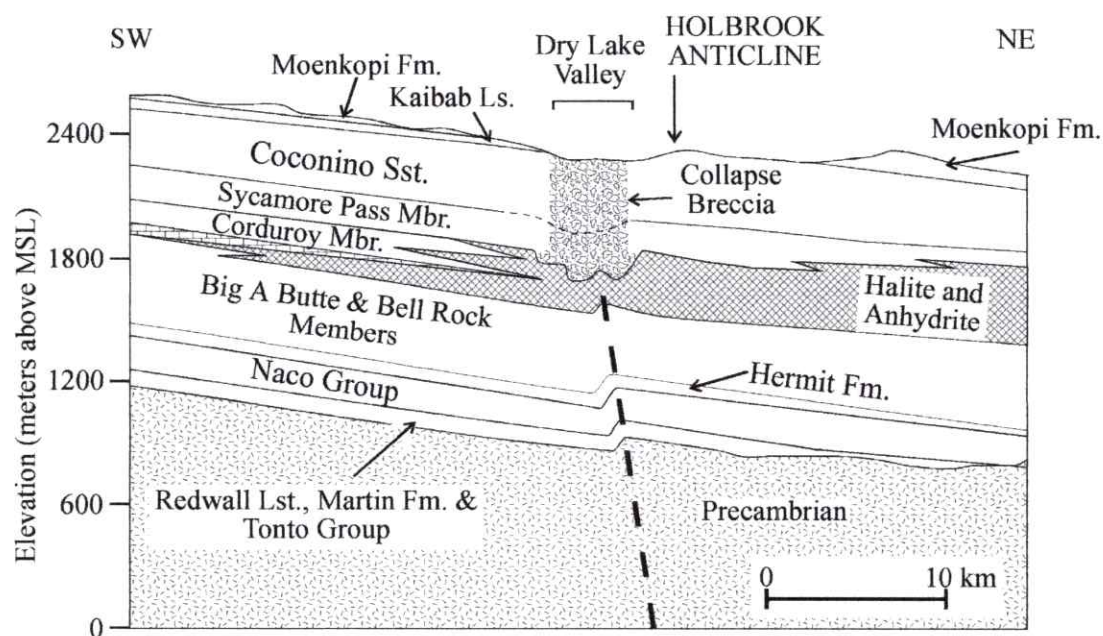 SW
Dry Lake
Valley
HOLBROOK
ANTICLINE
NE
Moenkopi Fm.
Kaibab Ls.
Moenkopi Fm.
2400
Coconino Sst.
Collapse
Breccia
Sycamore Pass Mbr.
Corduroy Mbr.
1800
Halite and
Anhydrite
Big A Butte & Bell Rock
Members
Elevation (meters above MSL)
1200
Naco Group
Hermit Fm.
600
Redwall Lst., Martin Fm. &
Tonto Group
Precambrian
0 10 km
0